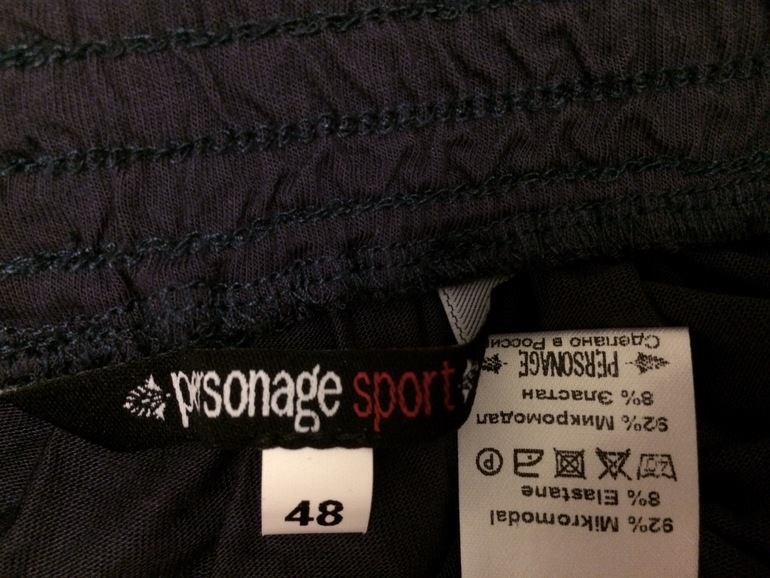 personage sport
48
92% Mikromodal
8% Elastane
P
92% Микромодал
8% Эластан
PERSONAGE
Сделано в России